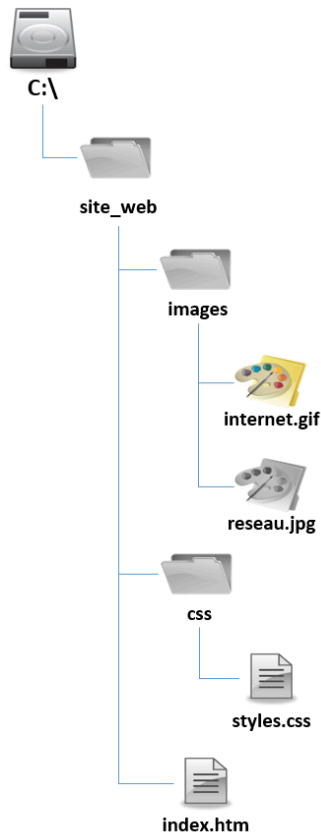 C:\
site_web
images
internet.gif
reseau.jpg
css
styles.css
index.htm